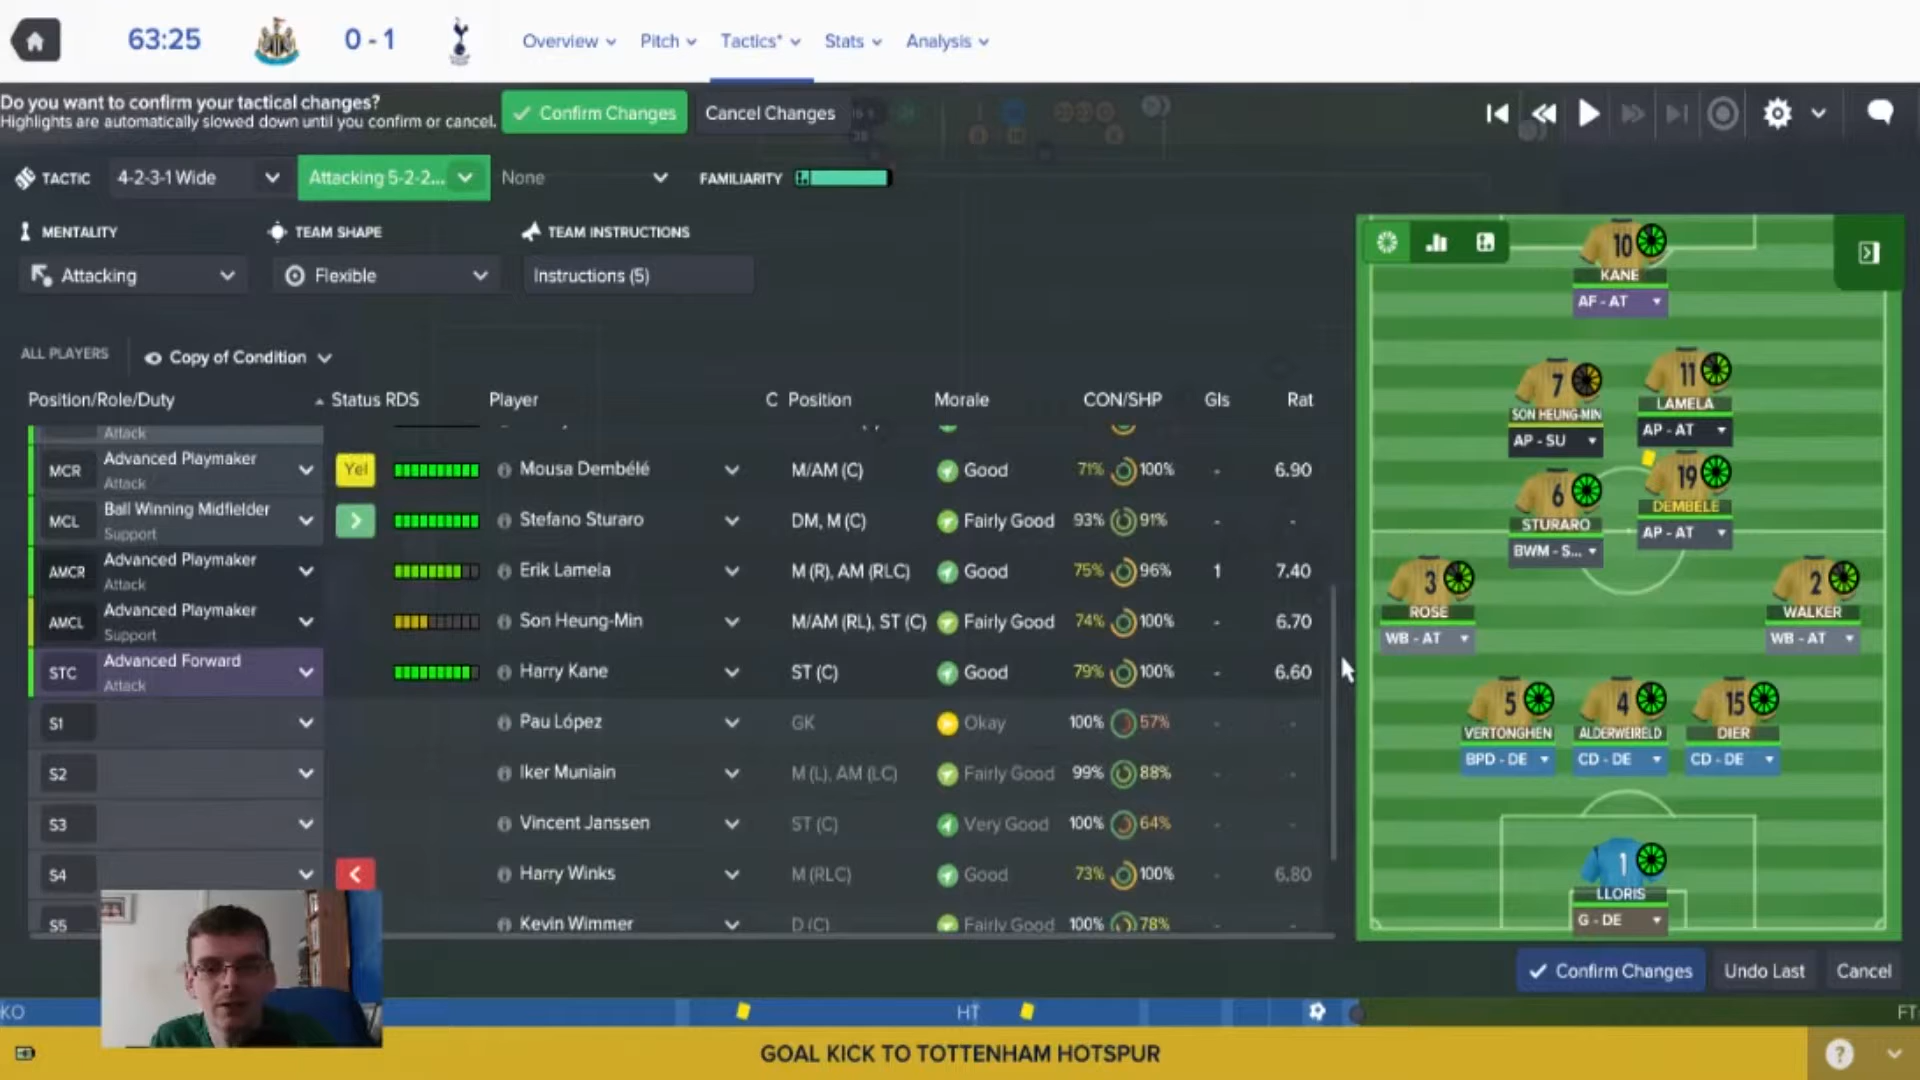 63:25
0 - 1
Overview
Pitch
Tactics*
Stats
Analysis
Do you want to confirm your tactical changes?
Highlights are automatically slowed down until you confirm or cancel.
Confirm Changes
Cancel Changes
TACTIC
4-2-3-1 Wide
Attacking 5-2-2...
None
FAMILIARITY
MENTALITY
TEAM SHAPE
TEAM INSTRUCTIONS
Attacking
Flexible
Instructions (5)
ALL PLAYERS
Copy of Condition
Position/Role/Duty Status RDS Player C Position Morale CON/SHP Gls Rat
Attack
MCR Advanced Playmaker Attack Yel Mousa Dembélé M/AM (C) Good 71% 100% - 6.90
MCL Ball Winning Midfielder Support Stefano Sturaro DM, M (C) Fairly Good 93% 91% - -
AMCR Advanced Playmaker Attack Erik Lamela M (R), AM (RLC) Good 75% 96% 1 7.40
AMCL Advanced Playmaker Support Son Heung-Min M/AM (RL), ST (C) Fairly Good 74% 100% - 6.70
STC Advanced Forward Attack Harry Kane ST (C) Good 79% 100% - 6.60
S1 Pau López GK Okay 100% 57% - -
S2 Iker Muniain M (L), AM (LC) Fairly Good 99% 88% - -
S3 Vincent Janssen ST (C) Very Good 100% 64% - -
S4 Harry Winks M (RLC) Good 73% 100% - 6.80
S5 Kevin Wimmer D (C) Fairly Good 100% 78% - -
10
KANE
AF - AT
7
SON HEUNG-MIN
AP - SU
11
LAMELA
AP - AT
6
STURARO
BWM - S...
19
DEMBELE
AP - AT
3
ROSE
WB - AT
2
WALKER
WB - AT
5
VERTONGHEN
BPD - DE
4
ALDERWEIRELD
CD - DE
15
DIER
CD - DE
1
LLORIS
G - DE
Confirm Changes
Undo Last
Cancel
KO
HT
FT
GOAL KICK TO TOTTENHAM HOTSPUR
?